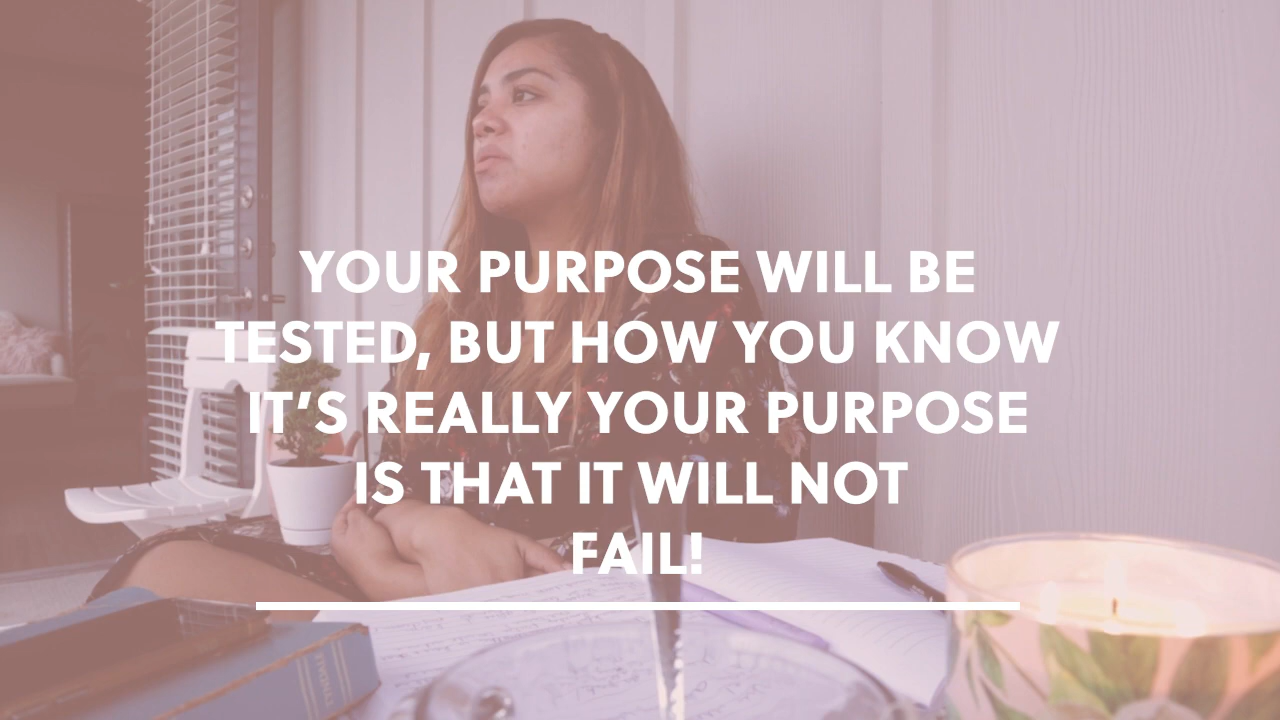 YOUR PURPOSE WILL BE
TESTED, BUT HOW YOU KNOW
IT'S REALLY YOUR PURPOSE
IS THAT IT WILL NOT
FAIL!